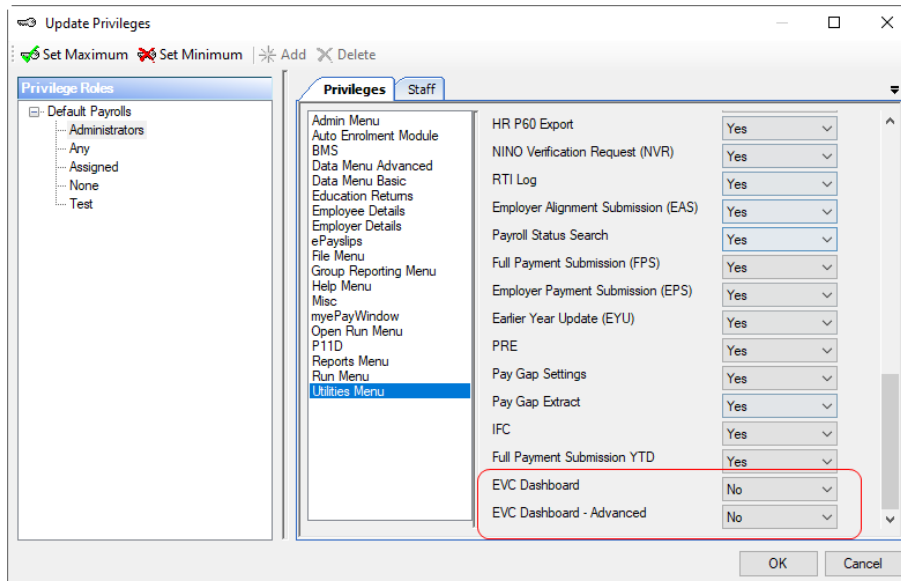 Update Privileges
Set Maximum Set Minimum Add Delete
Privilege Roles
Default Payrolls
Administrators
Any
Assigned
None
Test
Privileges Staff
Admin Menu
Auto Enrolment Module
BMS
Data Menu Advanced
Data Menu Basic
Education Returns
Employee Details
Employer Details
ePayslips
File Menu
Group Reporting Menu
Help Menu
Misc
myePayWindow
Open Run Menu
P11D
Reports Menu
Run Menu
Utilities Menu
HR P60 Export Yes
NINO Verification Request (NVR) Yes
RTI Log Yes
Employer Alignment Submission (EAS) Yes
Payroll Status Search Yes
Full Payment Submission (FPS) Yes
Employer Payment Submission (EPS) Yes
Earlier Year Update (EYU) Yes
PRE Yes
Pay Gap Settings Yes
Pay Gap Extract Yes
IFC Yes
Full Payment Submission YTD Yes
EVC Dashboard No
EVC Dashboard - Advanced No
OK Cancel